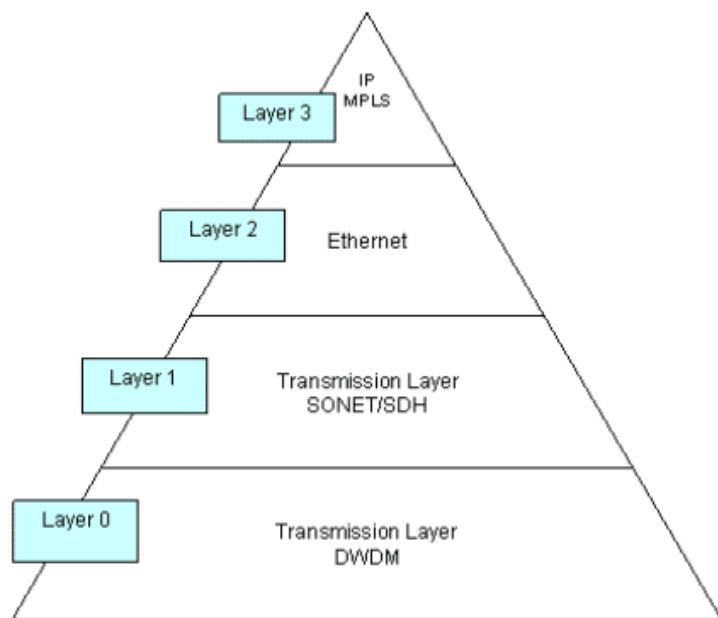 IP
MPLS
Layer 3
Layer 2
Ethernet
Layer 1
Transmission Layer
SONET/SDH
Layer 0
Transmission Layer
DWDM